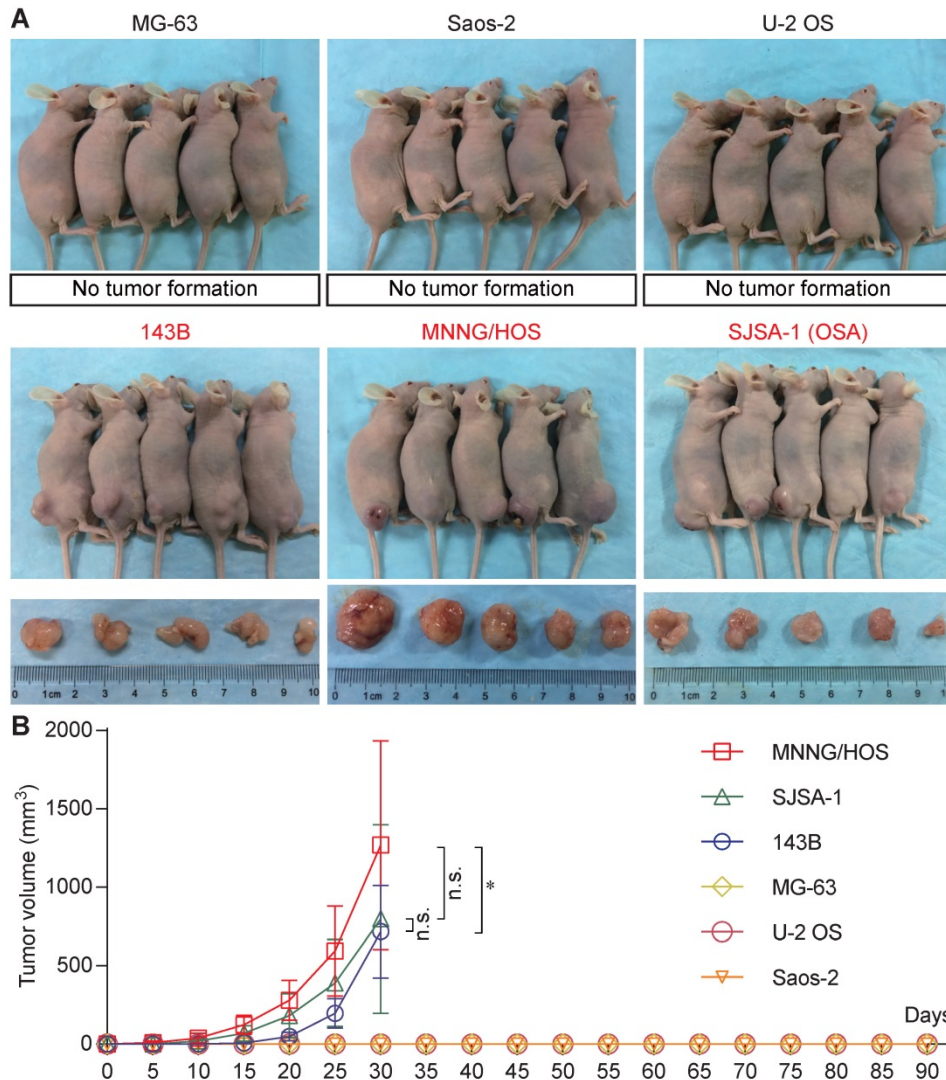 A
MG-63 Saos-2 U-2 OS
No tumor formation No tumor formation No tumor formation
143B MNNG/HOS SJSA-1 (OSA)
0 1cm 2 3 4 5 6 7 8 9 10 0 1cm 2 3 4 5 6 7 8 9 10 0 1cm 2 3 4 5 6 7 8 9
B
2000
1500
1000
500
0
Tumor volume (mm³)
n.s.
n.s.
*
MNNG/HOS
SJSA-1
143B
MG-63
U-2 OS
Saos-2
Days
0 5 10 15 20 25 30 35 40 45 50 55 60 65 70 75 80 85 90